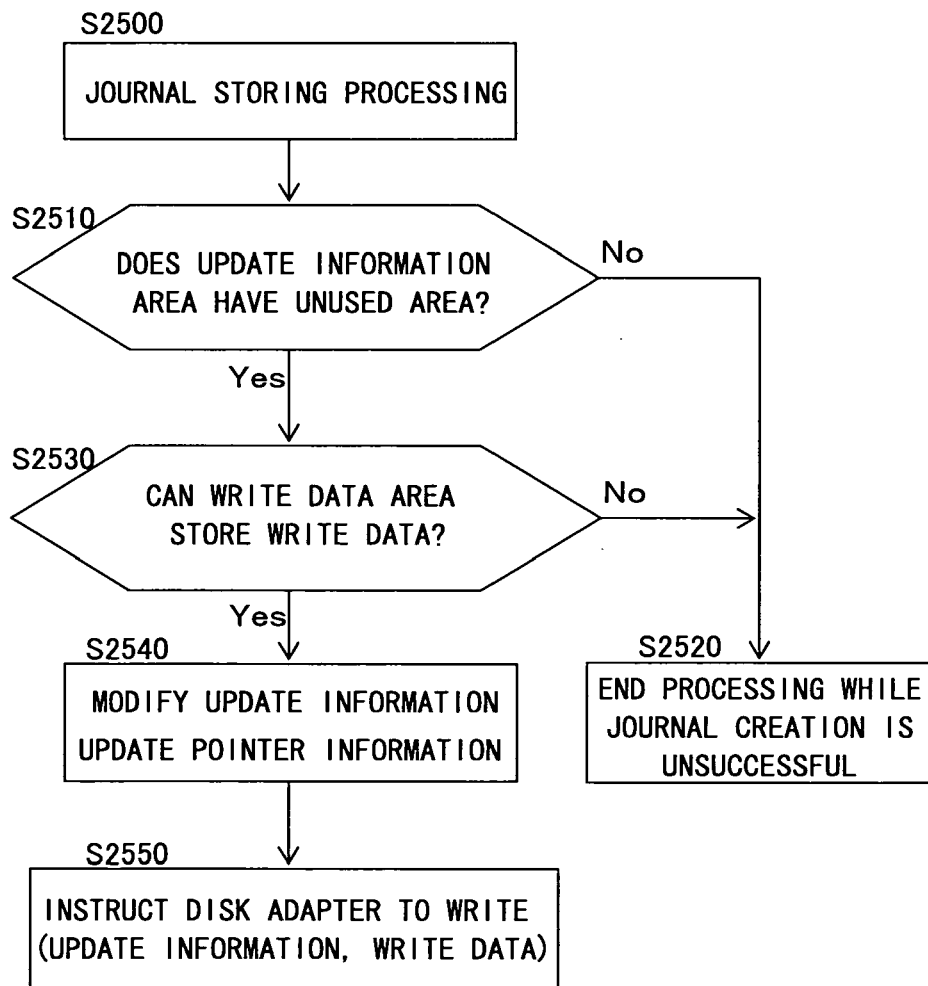 S2500
JOURNAL STORING PROCESSING
S2510
DOES UPDATE INFORMATION
AREA HAVE UNUSED AREA?
No
Yes
S2530
CAN WRITE DATA AREA
STORE WRITE DATA?
No
Yes
S2540
MODIFY UPDATE INFORMATION
UPDATE POINTER INFORMATION
S2520
END PROCESSING WHILE
JOURNAL CREATION IS
UNSUCCESSFUL
S2550
INSTRUCT DISK ADAPTER TO WRITE
(UPDATE INFORMATION, WRITE DATA)